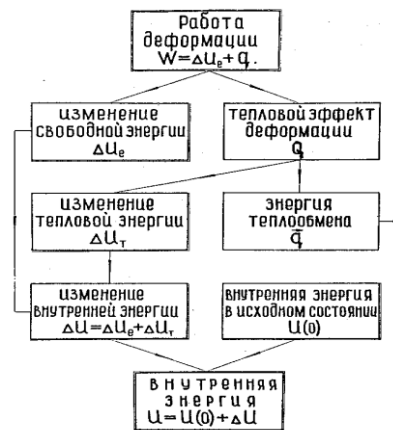 Работа
деформации
W=ΔUₑ+q.
изменение
свободной энергии
ΔUₑ
тепловой эффект
деформации
q
изменение
тепловой энергии
ΔUт
энергия
теплообмена
q̄
изменение
внутренней энергии
ΔU=ΔUₑ+ΔUт
внутренняя энергия
в исходном состоянии
U(0)
внутренняя
энергия
U=U(0)+ΔU